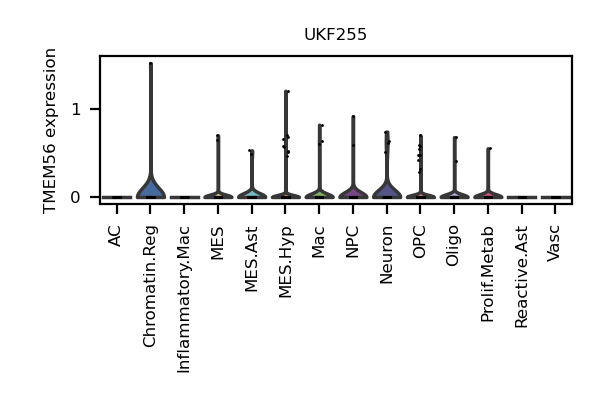 UKF255
TMEM56 expression
1
0
AC
Chromatin.Reg
Inflammatory.Mac
MES
MES.Ast
MES.Hyp
Mac
NPC
Neuron
OPC
Oligo
Prolif.Metab
Reactive.Ast
Vasc